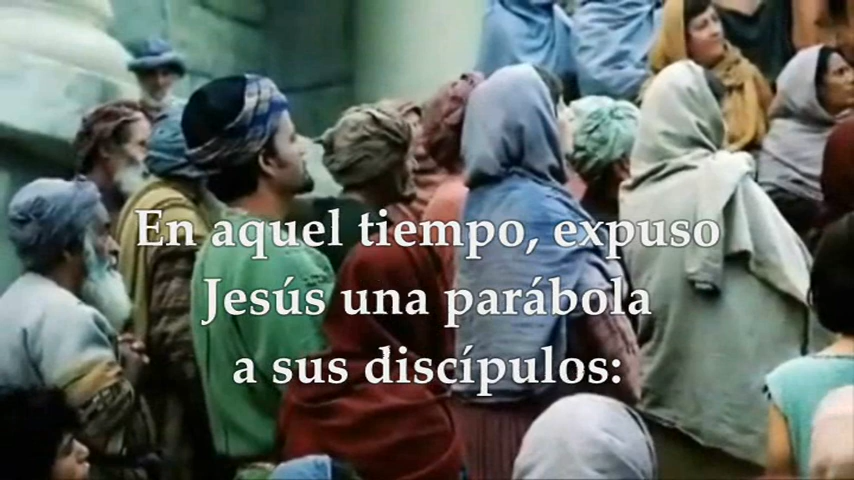 En aquel tiempo, expuso
Jesús una parábola
a sus discípulos: